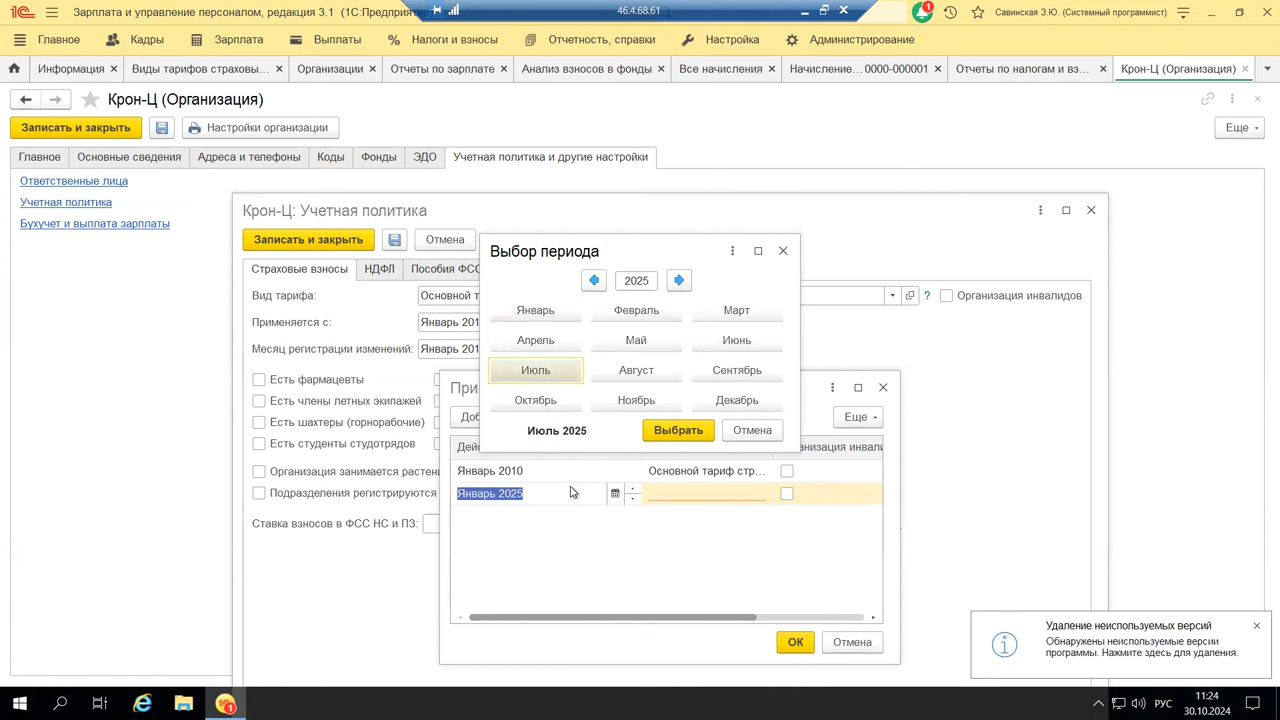 Зарплата и управление персоналом, редакция 3.1 (1С:Предприятие
46.4.68.61
Савинская З.Ю. (Системный программист)
Главное Кадры Зарплата Выплаты Налоги и взносы Отчетность, справки Настройка Администрирование
Информация Виды тарифов страховы... Организации Отчеты по зарплате Анализ взносов в фонды Все начисления Начисление... 0000-000001 Отчеты по налогам и вз... Крон-Ц (Организация)
Крон-Ц (Организация)
Записать и закрыть Настройки организации Еще
Главное Основные сведения Адреса и телефоны Коды Фонды ЭДО Учетная политика и другие настройки
Ответственные лица
Учетная политика
Бухучет и выплата зарплаты
Крон-Ц: Учетная политика
Записать и закрыть Отмена
Страховые взносы НДФЛ Пособия ФСС
Вид тарифа: Основной т ? Организация инвалидов
Применяется с: Январь 201
Месяц регистрации изменений: Январь 201
Есть фармацевты
Есть члены летных экипажей
Есть шахтеры (горнорабочие)
Есть студенты студотрядов
Организация занимается растен
Подразделения регистрируются
Ставка взносов в ФСС НС и ПЗ:
Выбор периода
2025
Январь Февраль Март
Апрель Май Июнь
Июль Август Сентябрь
Октябрь Ноябрь Декабрь
Июль 2025 Выбрать Отмена
При
Доб Еще
Дейс анизация инвали
Январь 2010 Основной тариф стр...
Январь 2025
ОК Отмена
Удаление неиспользуемых версий
Обнаружены неиспользуемые версии
программы. Нажмите здесь для удаления.
РУС
11:24
30.10.2024